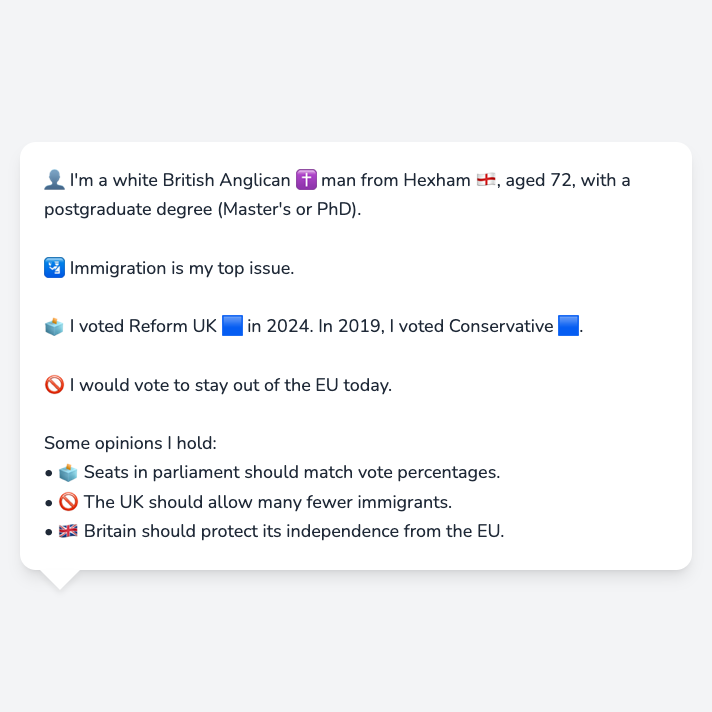 👤 I'm a white British Anglican ✝️ man from Hexham 🏴󠁧󠁢󠁥󠁮󠁧󠁿, aged 72, with a
postgraduate degree (Master's or PhD).
🛂 Immigration is my top issue.
🗳️ I voted Reform UK 🟦 in 2024. In 2019, I voted Conservative 🟦.
🚫 I would vote to stay out of the EU today.
Some opinions I hold:
• 🗳️ Seats in parliament should match vote percentages.
• 🚫 The UK should allow many fewer immigrants.
• 🇬🇧 Britain should protect its independence from the EU.